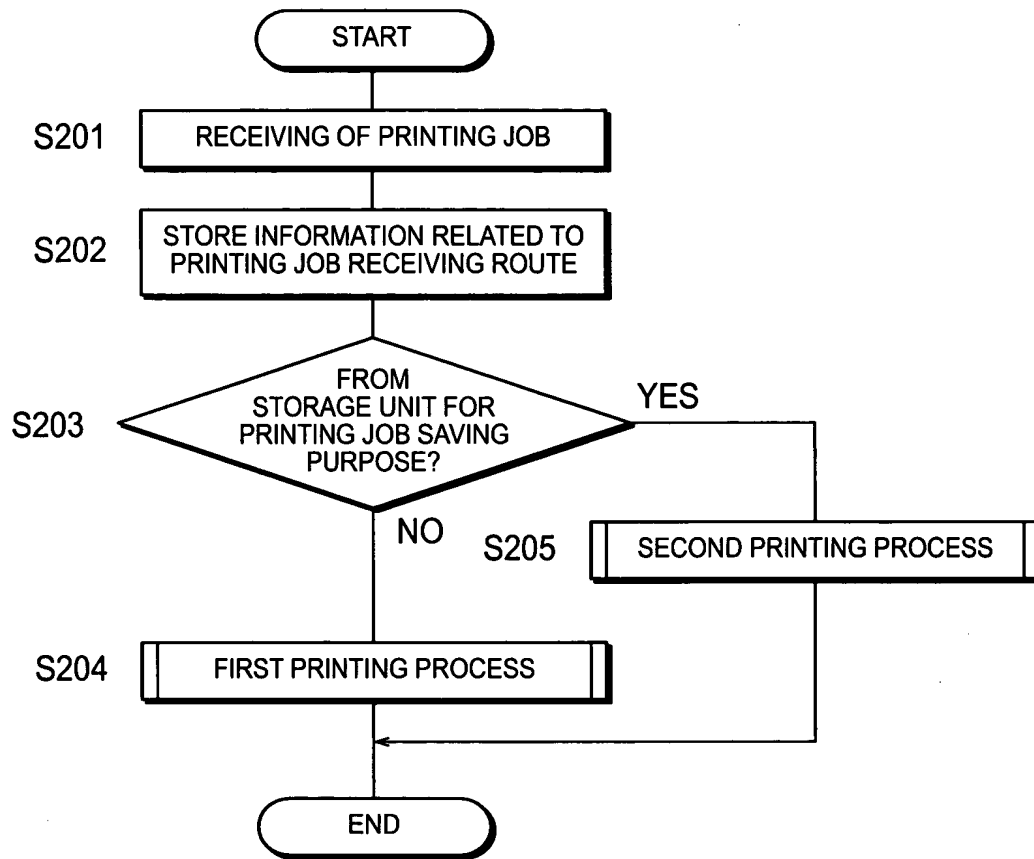 START
S201
RECEIVING OF PRINTING JOB
S202
STORE INFORMATION RELATED TO
PRINTING JOB RECEIVING ROUTE
S203
FROM
STORAGE UNIT FOR
PRINTING JOB SAVING
PURPOSE?
YES
NO
S205
SECOND PRINTING PROCESS
S204
FIRST PRINTING PROCESS
END